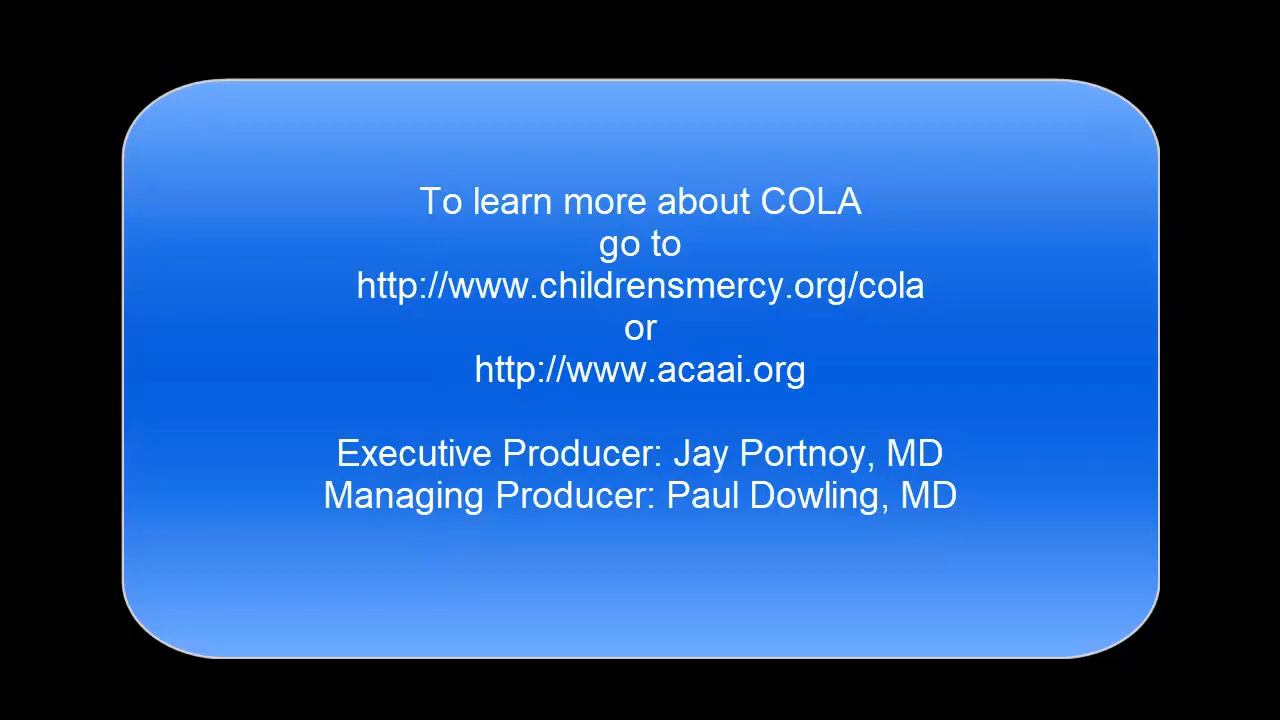 To learn more about COLA
go to
http://www.childrensmercy.org/cola
or
http://www.acaai.org
Executive Producer: Jay Portnoy, MD
Managing Producer: Paul Dowling, MD